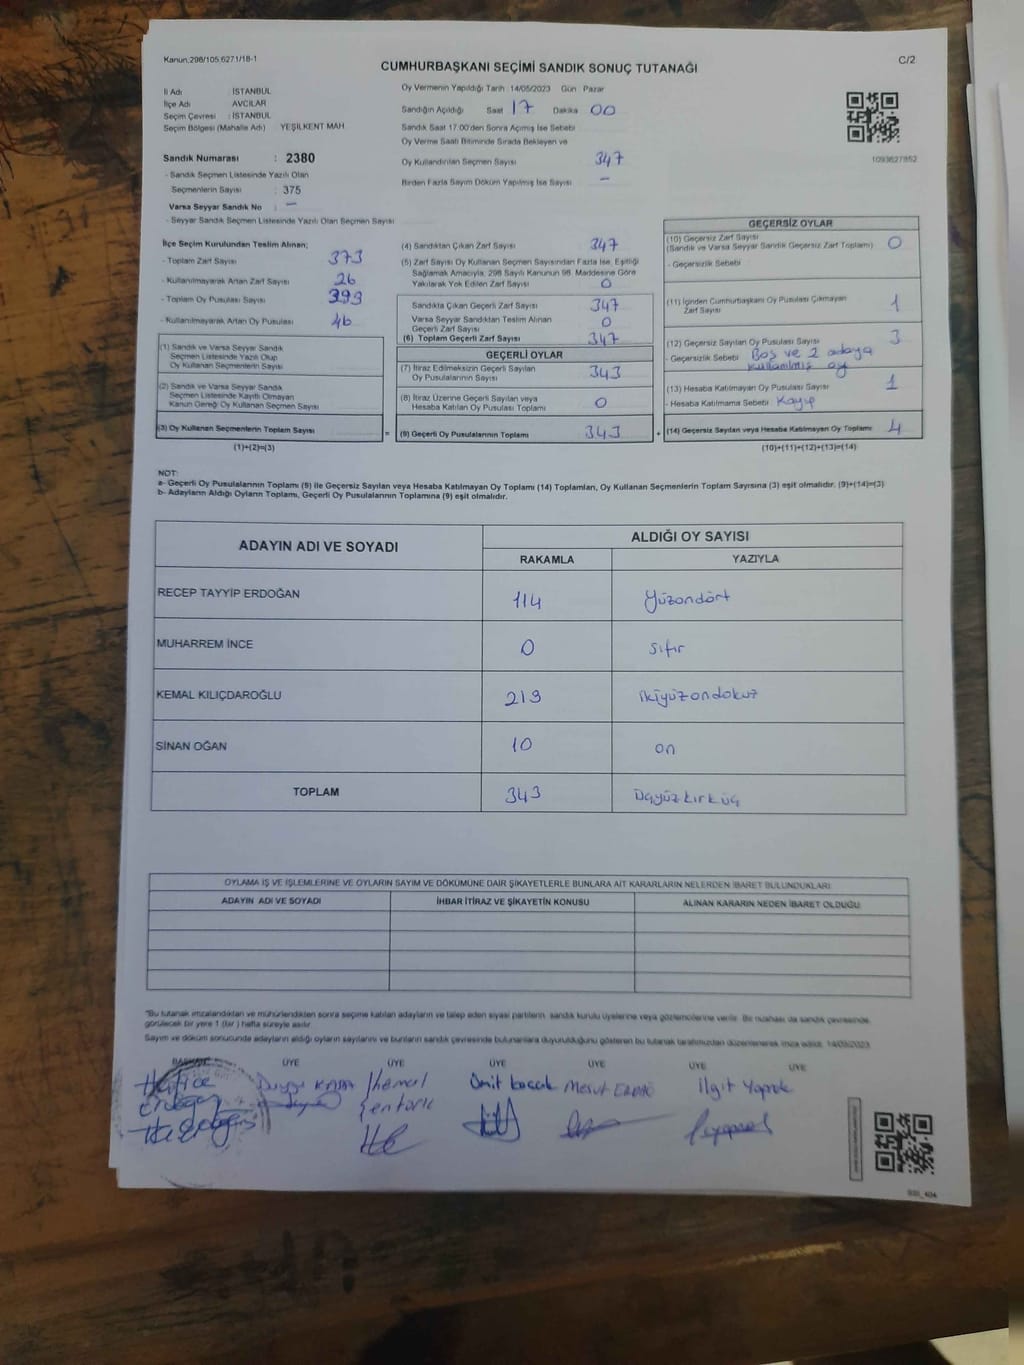 Kanun:298/105,6271/18-1
C/2
CUMHURBAŞKANI SEÇİMİ SANDIK SONUÇ TUTANAĞI
İl Adı : İSTANBUL
İlçe Adı : AVCILAR
Seçim Çevresi : İSTANBUL
Seçim Bölgesi (Mahalle Adı) : YEŞİLKENT MAH.
Sandık Numarası : 2380
- Sandık Seçmen Listesinde Yazılı Olan
Seçmenlerin Sayısı : 375
Varsa Seyyar Sandık No : -
- Seyyar Sandık Seçmen Listesinde Yazılı Olan Seçmen Sayısı
Oy Vermenin Yapıldığı Tarih : 14/05/2023 Gün : Pazar
Sandığın Açıldığı Saat 17 Dakika 00
Sandık Saat 17:00'den Sonra Açılmış İse Sebebi
Oy Verme Saati Bitiminde Sırada Bekleyen ve
Oy Kullandırılan Seçmen Sayısı 347
Birden Fazla Sayım Döküm Yapılmış İse Sayısı -
1093627852
İlçe Seçim Kurulundan Teslim Alınan;
- Toplam Zarf Sayısı 373
- Kullanılmayarak Artan Zarf Sayısı 26
- Toplam Oy Pusulası Sayısı 393
- Kullanılmayarak Artan Oy Pusulası 46
(1) Sandık ve Varsa Seyyar Sandık
Seçmen Listesinde Yazılı Olup
Oy Kullanan Seçmenlerin Sayısı
(2) Sandık ve Varsa Seyyar Sandık
Seçmen Listesinde Kayıtlı Olmayan
Kanun Gereği Oy Kullanan Seçmen Sayısı
(3) Oy Kullanan Seçmenlerin Toplam Sayısı
(1)+(2)=(3)
(4) Sandıktan Çıkan Zarf Sayısı 347
(5) Zarf Sayısı Oy Kullanan Seçmen Sayısından Fazla İse, Eşitliği
Sağlamak Amacıyla, 298 Sayılı Kanunun 98. Maddesine Göre
Yakılarak Yok Edilen Zarf Sayısı 0
Sandıkta Çıkan Geçerli Zarf Sayısı 347
Varsa Seyyar Sandıktan Teslim Alınan
Geçerli Zarf Sayısı 0
(6) Toplam Geçerli Zarf Sayısı 347
GEÇERLİ OYLAR
(7) İtiraz Edilmeksizin Geçerli Sayılan
Oy Pusulalarının Sayısı 343
(8) İtiraz Üzerine Geçerli Sayılan veya
Hesaba Katılan Oy Pusulası Toplamı 0
= (9) Geçerli Oy Pusulalarının Toplamı 343
GEÇERSİZ OYLAR
(10) Geçersiz Zarf Sayısı
(Sandık ve Varsa Seyyar Sandık Geçersiz Zarf Toplamı) 0
- Geçersizlik Sebebi
(11) İçinden Cumhurbaşkanı Oy Pusulası Çıkmayan
Zarf Sayısı 1
(12) Geçersiz Sayılan Oy Pusulası Sayısı 3
- Geçersizlik Sebebi Boş ve 2 adaya
kullanılmış oy
(13) Hesaba Katılmayan Oy Pusulası Sayısı 1
- Hesaba Katılmama Sebebi Kayıp
+ (14) Geçersiz Sayılan veya Hesaba Katılmayan Oy Toplamı 4
(10)+(11)+(12)+(13)=(14)
NOT:
a- Geçerli Oy Pusulalarının Toplamı (9) ile Geçersiz Sayılan veya Hesaba Katılmayan Oy Toplamı (14) Toplamları, Oy Kullanan Seçmenlerin Toplam Sayısına (3) eşit olmalıdır. (9)+(14)=(3)
b- Adayların Aldığı Oyların Toplamı, Geçerli Oy Pusulalarının Toplamına (9) eşit olmalıdır.
ADAYIN ADI VE SOYADI ALDIĞI OY SAYISI
RAKAMLA YAZIYLA
RECEP TAYYİP ERDOĞAN 114 Yüzondört
MUHARREM İNCE 0 sıfır
KEMAL KILIÇDAROĞLU 219 ikiyüzondokuz
SİNAN OĞAN 10 on
TOPLAM 343 üçyüzkırküç
OYLAMA İŞ VE İŞLEMLERİNE VE OYLARIN SAYIM VE DÖKÜMÜNE DAİR ŞİKAYETLERLE BUNLARA AİT KARARLARIN NELERDEN İBARET BULUNDUKLARI
ADAYIN ADI VE SOYADI İHBAR İTİRAZ VE ŞİKAYETİN KONUSU ALINAN KARARIN NEDEN İBARET OLDUĞU
"Bu tutanak imzalandıktan ve mühürlendikten sonra seçime katılan adayların ve talep eden siyasi partilerin sandık kurulu üyelerine veya gözlemcilerine verilir. Bir nüshası da sandık çevresinde
görülecek bir yere 1 (bir ) hafta süreyle asılır.
Sayım ve döküm sonucunda adayların aldığı oyların sayılarını ve bunların sandık çevresinde bulunanlara duyurulduğunu gösteren bu tutanak tarafımızdan düzenlenerek imza edildi. 14/05/2023
BAŞKAN ÜYE ÜYE ÜYE ÜYE ÜYE ÜYE
Hatice Duygu Ümit Mesut İlgıt Yaprak